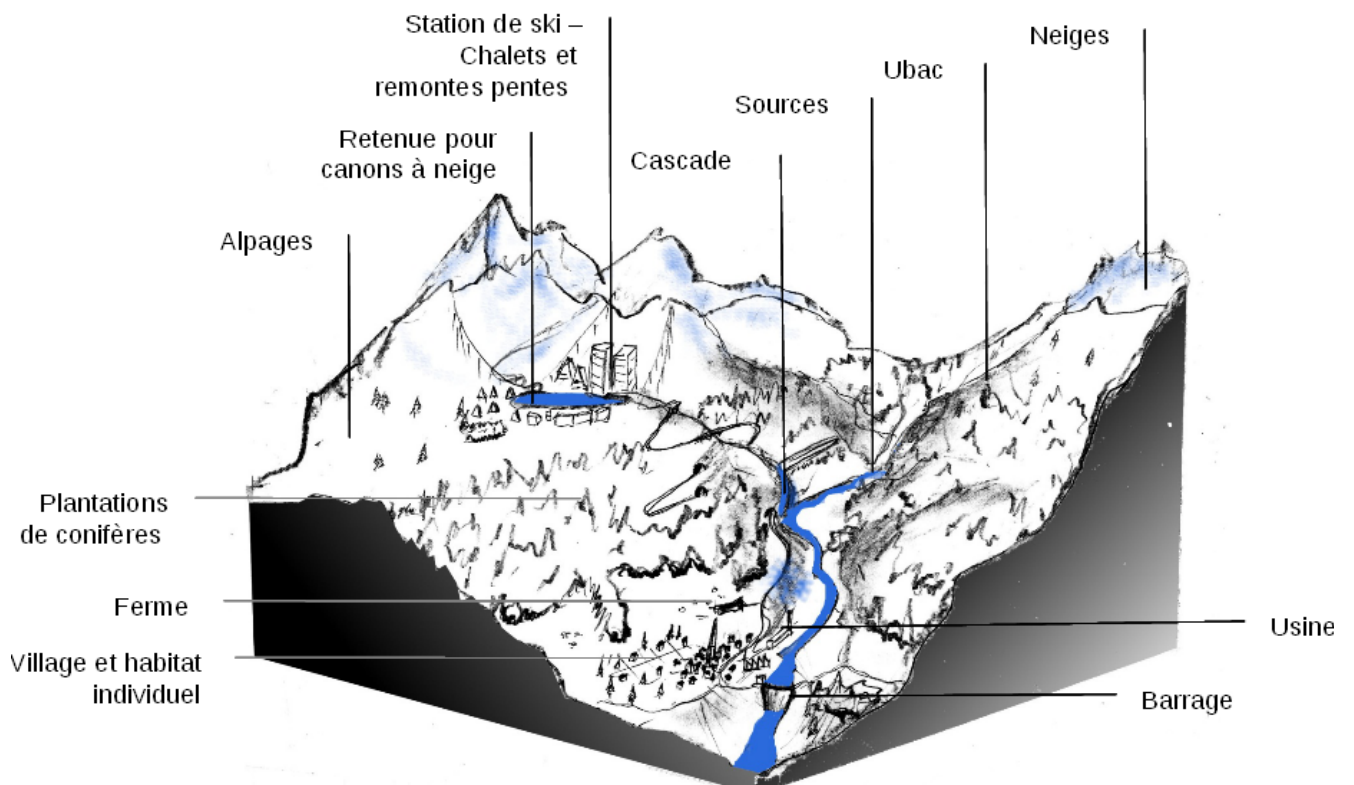 Station de ski –
Chalets et
remontes pentes
Neiges
Ubac
Sources
Retenue pour
canons à neige
Cascade
Alpages
Plantations
de conifères
Ferme
Usine
Village et habitat
individuel
Barrage